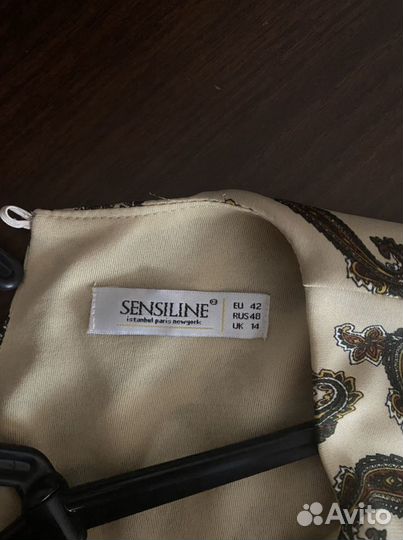 SENSILINE®
istanbul paris newyork
EU 42
RUS 48
UK 14
Avito